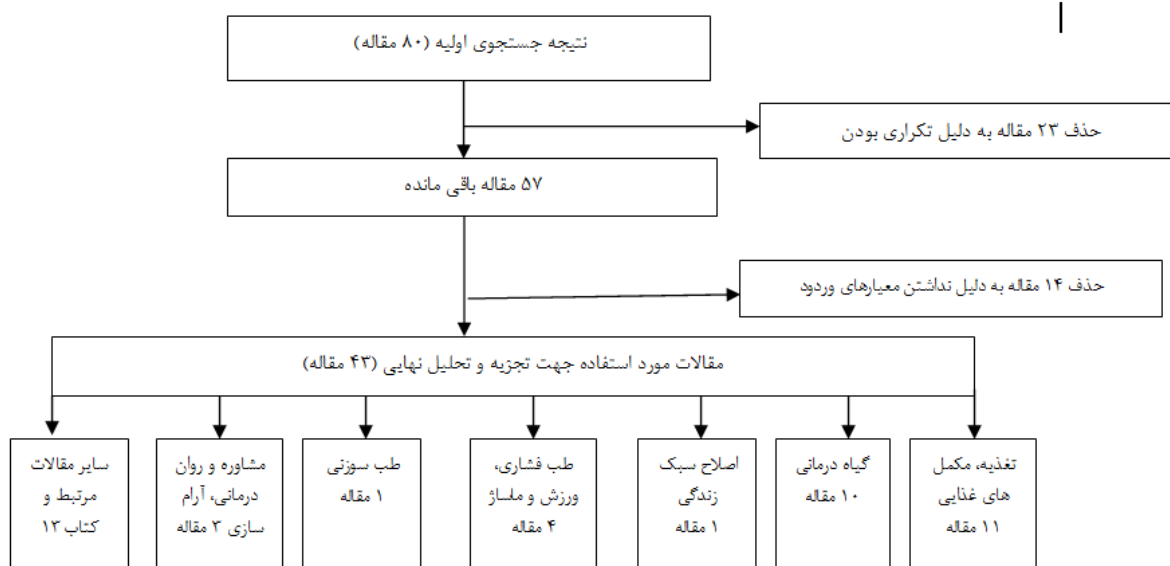 نتیجه جستجوی اولیه (۸۰ مقاله)
حذف ۲۳ مقاله به دلیل تکراری بودن
۵۷ مقاله باقی مانده
حذف ۱۴ مقاله به دلیل نداشتن معیارهای وردود
مقالات مورد استفاده جهت تجزیه و تحلیل نهایی (۴۳ مقاله)
تغذیه، مکمل
های غذایی
۱۱ مقاله
گیاه درمانی
۱۰ مقاله
اصلاح سبک
زندگی
۱ مقاله
طب فشاری،
ورزش و ماساژ
۴ مقاله
طب سوزنی
۱ مقاله
مشاوره و روان
درمانی، آرام
سازی ۳ مقاله
سایر مقالات
مرتبط و
کتاب ۱۳